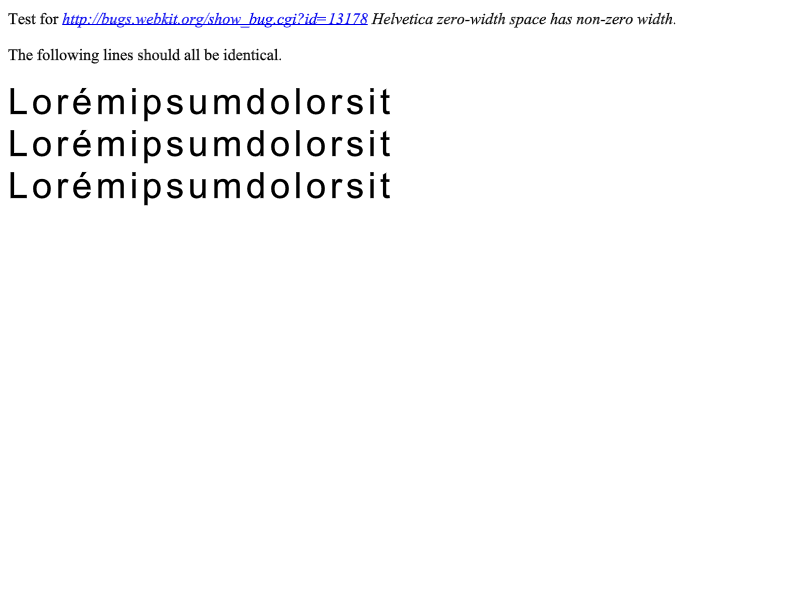 Test for http://bugs.webkit.org/show_bug.cgi?id=13178 Helvetica zero-width space has non-zero width.
The following lines should all be identical.
Lorémipsumdolorsit
Lorémipsumdolorsit
Lorémipsumdolorsit